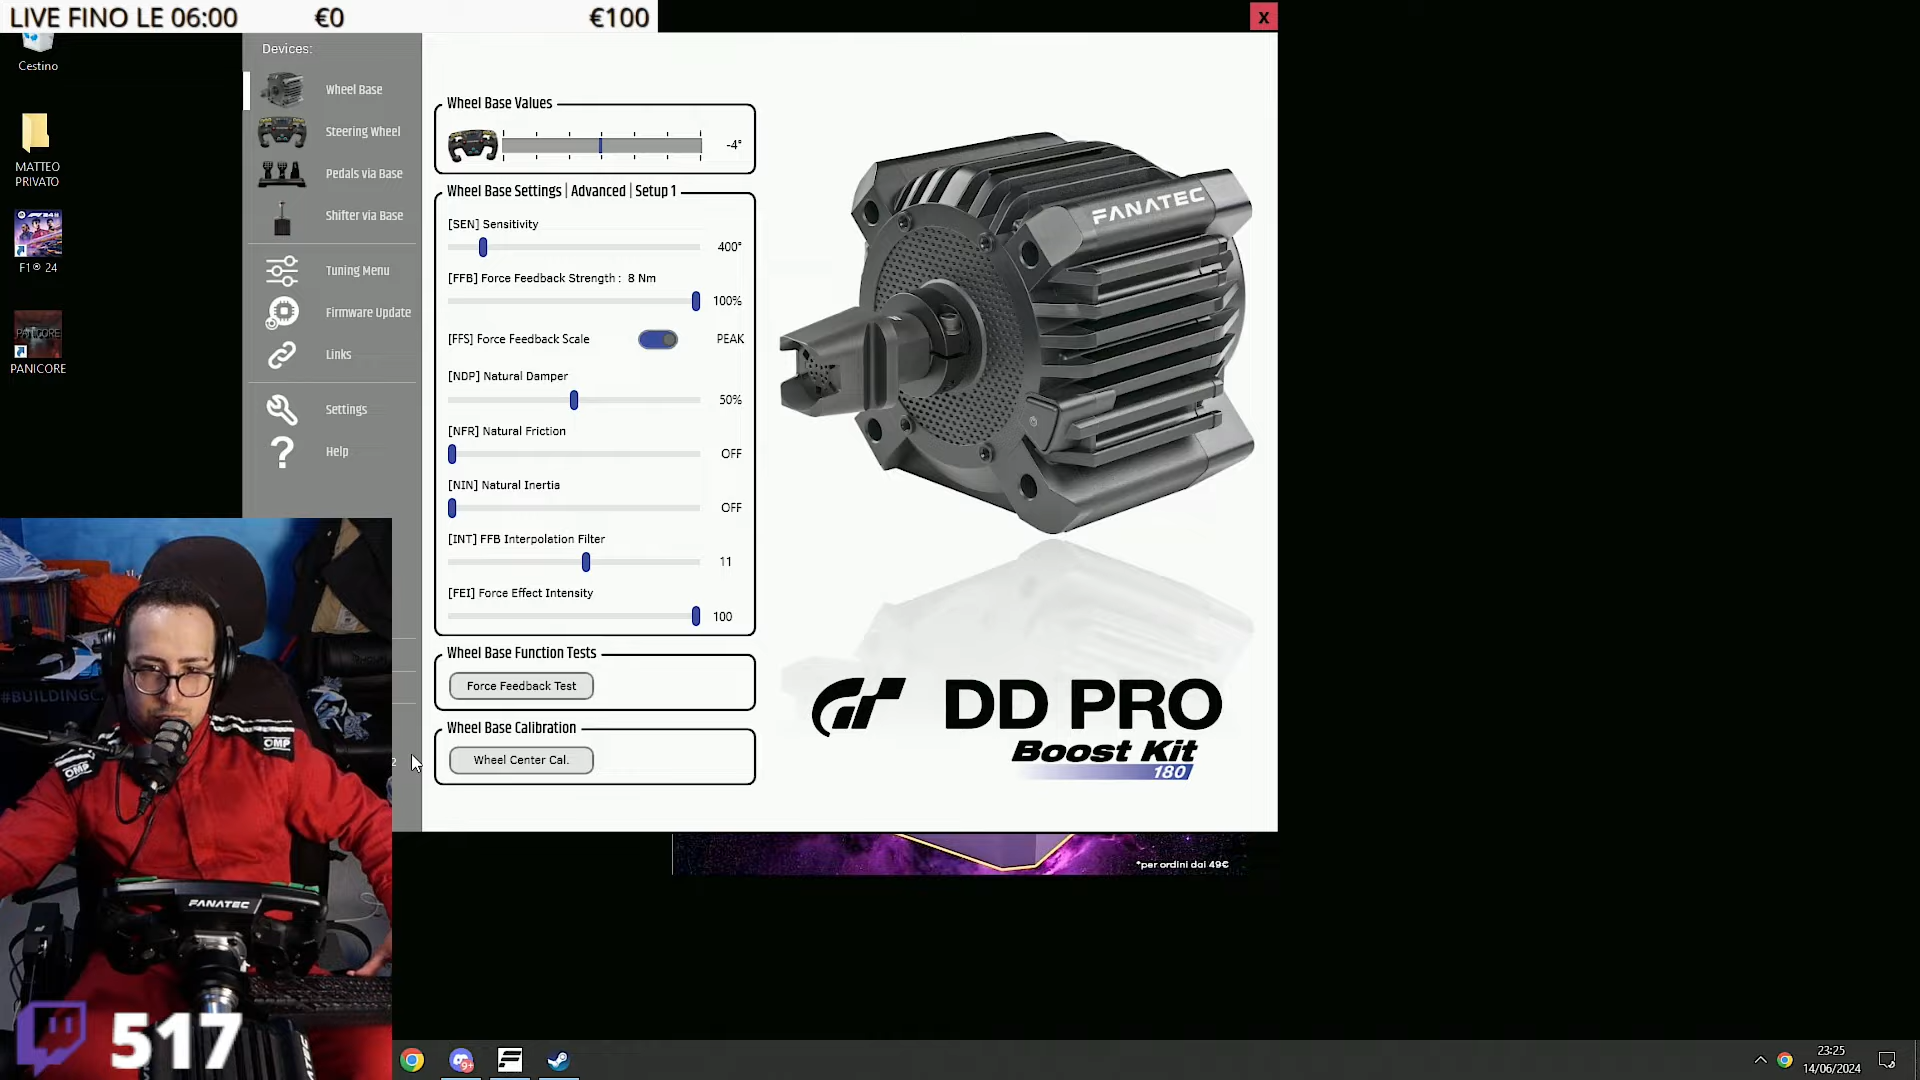 LIVE FINO LE 06:00 €0 €100
X
Cestino
MATTEO
PRIVATO
F1® 24
PANICORE
PANICORE
Devices:
Wheel Base
Steering Wheel
Pedals via Base
Shifter via Base
Tuning Menu
Firmware Update
Links
Settings
Help
2
Wheel Base Values
-4°
Wheel Base Settings | Advanced | Setup 1
[SEN] Sensitivity
400°
[FFB] Force Feedback Strength : 8 Nm
100%
[FFS] Force Feedback Scale PEAK
[NDP] Natural Damper
50%
[NFR] Natural Friction
OFF
[NIN] Natural Inertia
OFF
[INT] FFB Interpolation Filter
11
[FEI] Force Effect Intensity
100
Wheel Base Function Tests
Force Feedback Test
Wheel Base Calibration
Wheel Center Cal.
FANATEC
DD PRO
Boost Kit
180
*per ordini dai 49€
#BUILDINGC
OMP
OMP
FANATEC
517
9+
23:25
14/06/2024